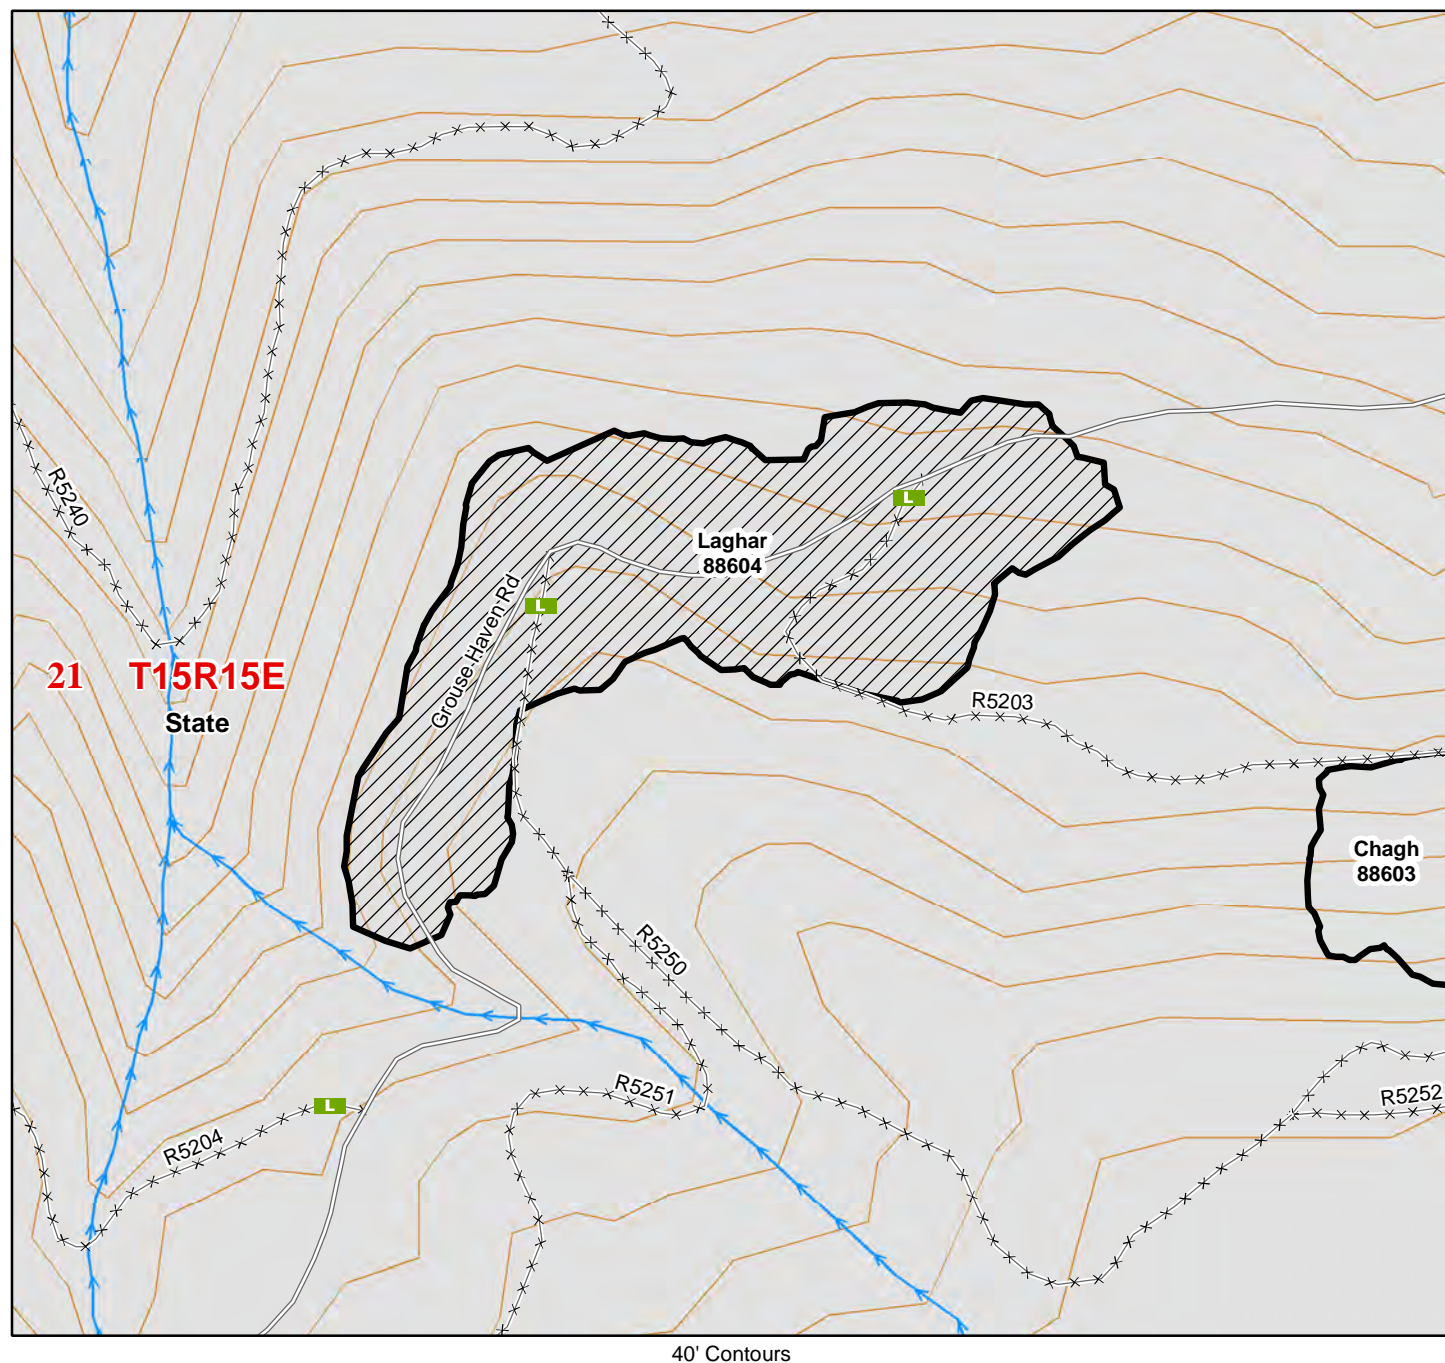 R5240
Laghar
88604
L
L
Grouse Haven Rd
21 T15R15E
State
R5203
Chagh
88603
R5250
R5251
R5252
L
R5204
40' Contours